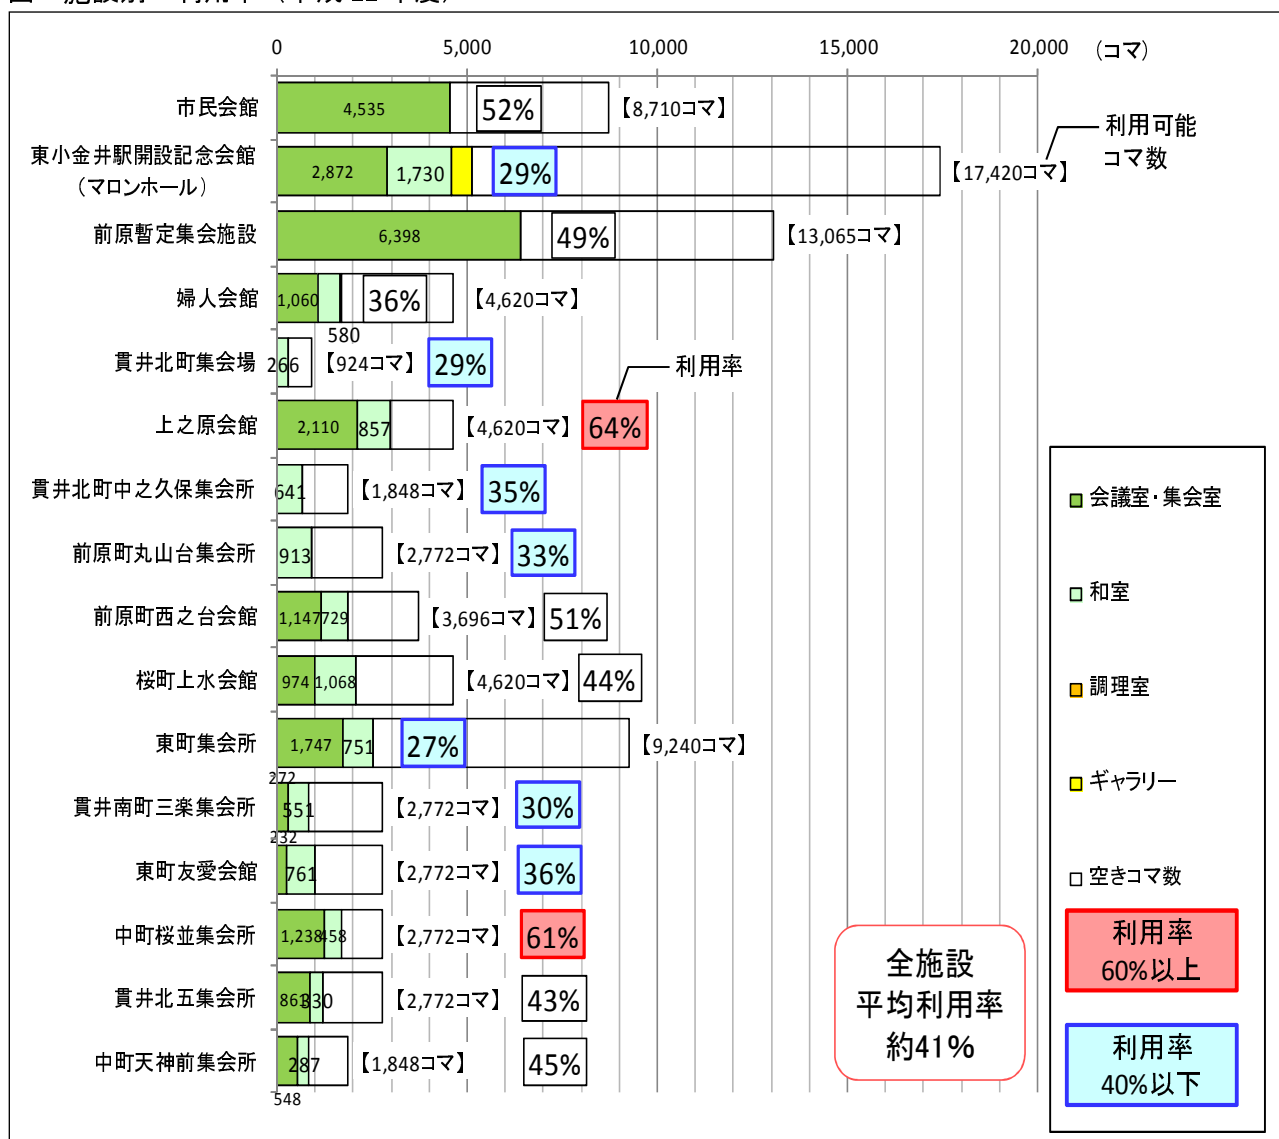 0 5,000 10,000 15,000 20,000 (コマ)
市民会館 4,535 52% 【8,710コマ】
利用可能
コマ数
東小金井駅開設記念会館
(マロンホール)
2,872 1,730 29% 【17,420コマ】
前原暫定集会施設 6,398 49% 【13,065コマ】
婦人会館 1,060 36% 【4,620コマ】
580
貫井北町集会場 266 【924コマ】 29%
利用率
上之原会館 2,110 857 【4,620コマ】 64%
貫井北町中之久保集会所 641 【1,848コマ】 35%
前原町丸山台集会所 913 【2,772コマ】 33%
前原町西之台会館 1,147 729 【3,696コマ】 51%
桜町上水会館 974 1,068 【4,620コマ】 44%
東町集会所 1,747 751 27% 【9,240コマ】
272
貫井南町三楽集会所 551 【2,772コマ】 30%
232
東町友愛会館 761 【2,772コマ】 36%
中町桜並集会所 1,238 458 【2,772コマ】 61%
貫井北五集会所 861 330 【2,772コマ】 43%
中町天神前集会所 287 【1,848コマ】 45%
548
会議室・集会室
和室
調理室
ギャラリー
空きコマ数
利用率
60%以上
利用率
40%以下
全施設
平均利用率
約41%